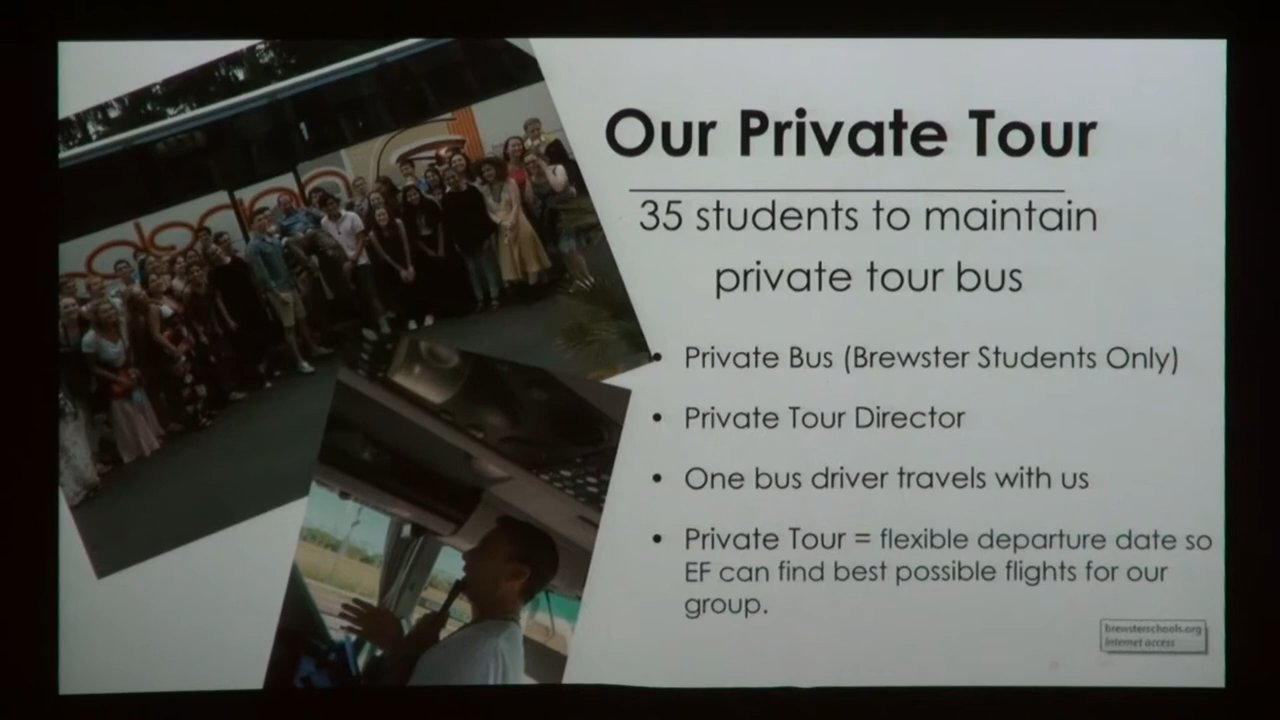 Our Private Tour
35 students to maintain
private tour bus
• Private Bus (Brewster Students Only)
• Private Tour Director
• One bus driver travels with us
• Private Tour = flexible departure date so
EF can find best possible flights for our
group.
brewsterschools.org
Internet access